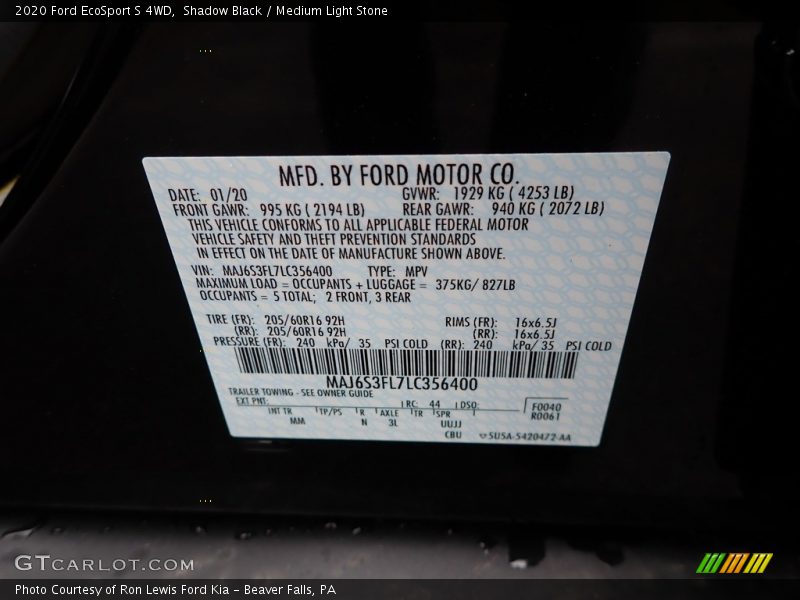 2020 Ford EcoSport S 4WD, Shadow Black / Medium Light Stone
MFD. BY FORD MOTOR CO.
DATE: 01/20 GVWR: 1929 KG ( 4253 LB)
FRONT GAWR: 995 KG ( 2194 LB) REAR GAWR: 940 KG ( 2072 LB)
THIS VEHICLE CONFORMS TO ALL APPLICABLE FEDERAL MOTOR
VEHICLE SAFETY AND THEFT PREVENTION STANDARDS
IN EFFECT ON THE DATE OF MANUFACTURE SHOWN ABOVE.
VIN: MAJ6S3FL7LC356400 TYPE: MPV
MAXIMUM LOAD = OCCUPANTS + LUGGAGE = 375KG/ 827LB
OCCUPANTS = 5 TOTAL; 2 FRONT, 3 REAR
TIRE (FR): 205/60R16 92H RIMS (FR): 16x6.5J
(RR): 205/60R16 92H (RR): 16x6.5J
PRESSURE (FR): 240 kPa/ 35 PSI COLD (RR): 240 kPa/ 35 PSI COLD
MAJ6S3FL7LC356400
TRAILER TOWING - SEE OWNER GUIDE
EXT PNT: RC: 44 DSO: F0040
INT TR TP/PS R AXLE TR SPR R0061
MM N 3L UUJJ
CBU 5U5A-5420472-AA
GTCARLOT.COM
Photo Courtesy of Ron Lewis Ford Kia - Beaver Falls, PA